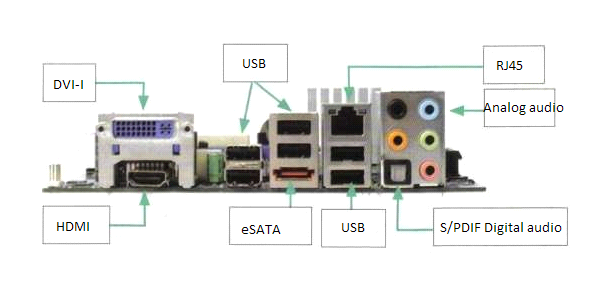 USB
RJ45
DVI-I
Analog audio
HDMI
eSATA
USB
S/PDIF Digital audio